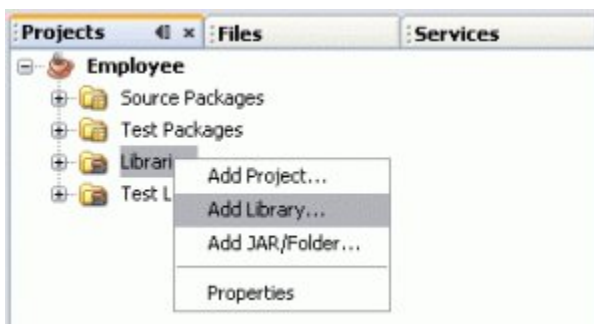 Projects Files Services
Employee
Source Packages
Test Packages
Librari
Test L
Add Project...
Add Library...
Add JAR/Folder...
Properties